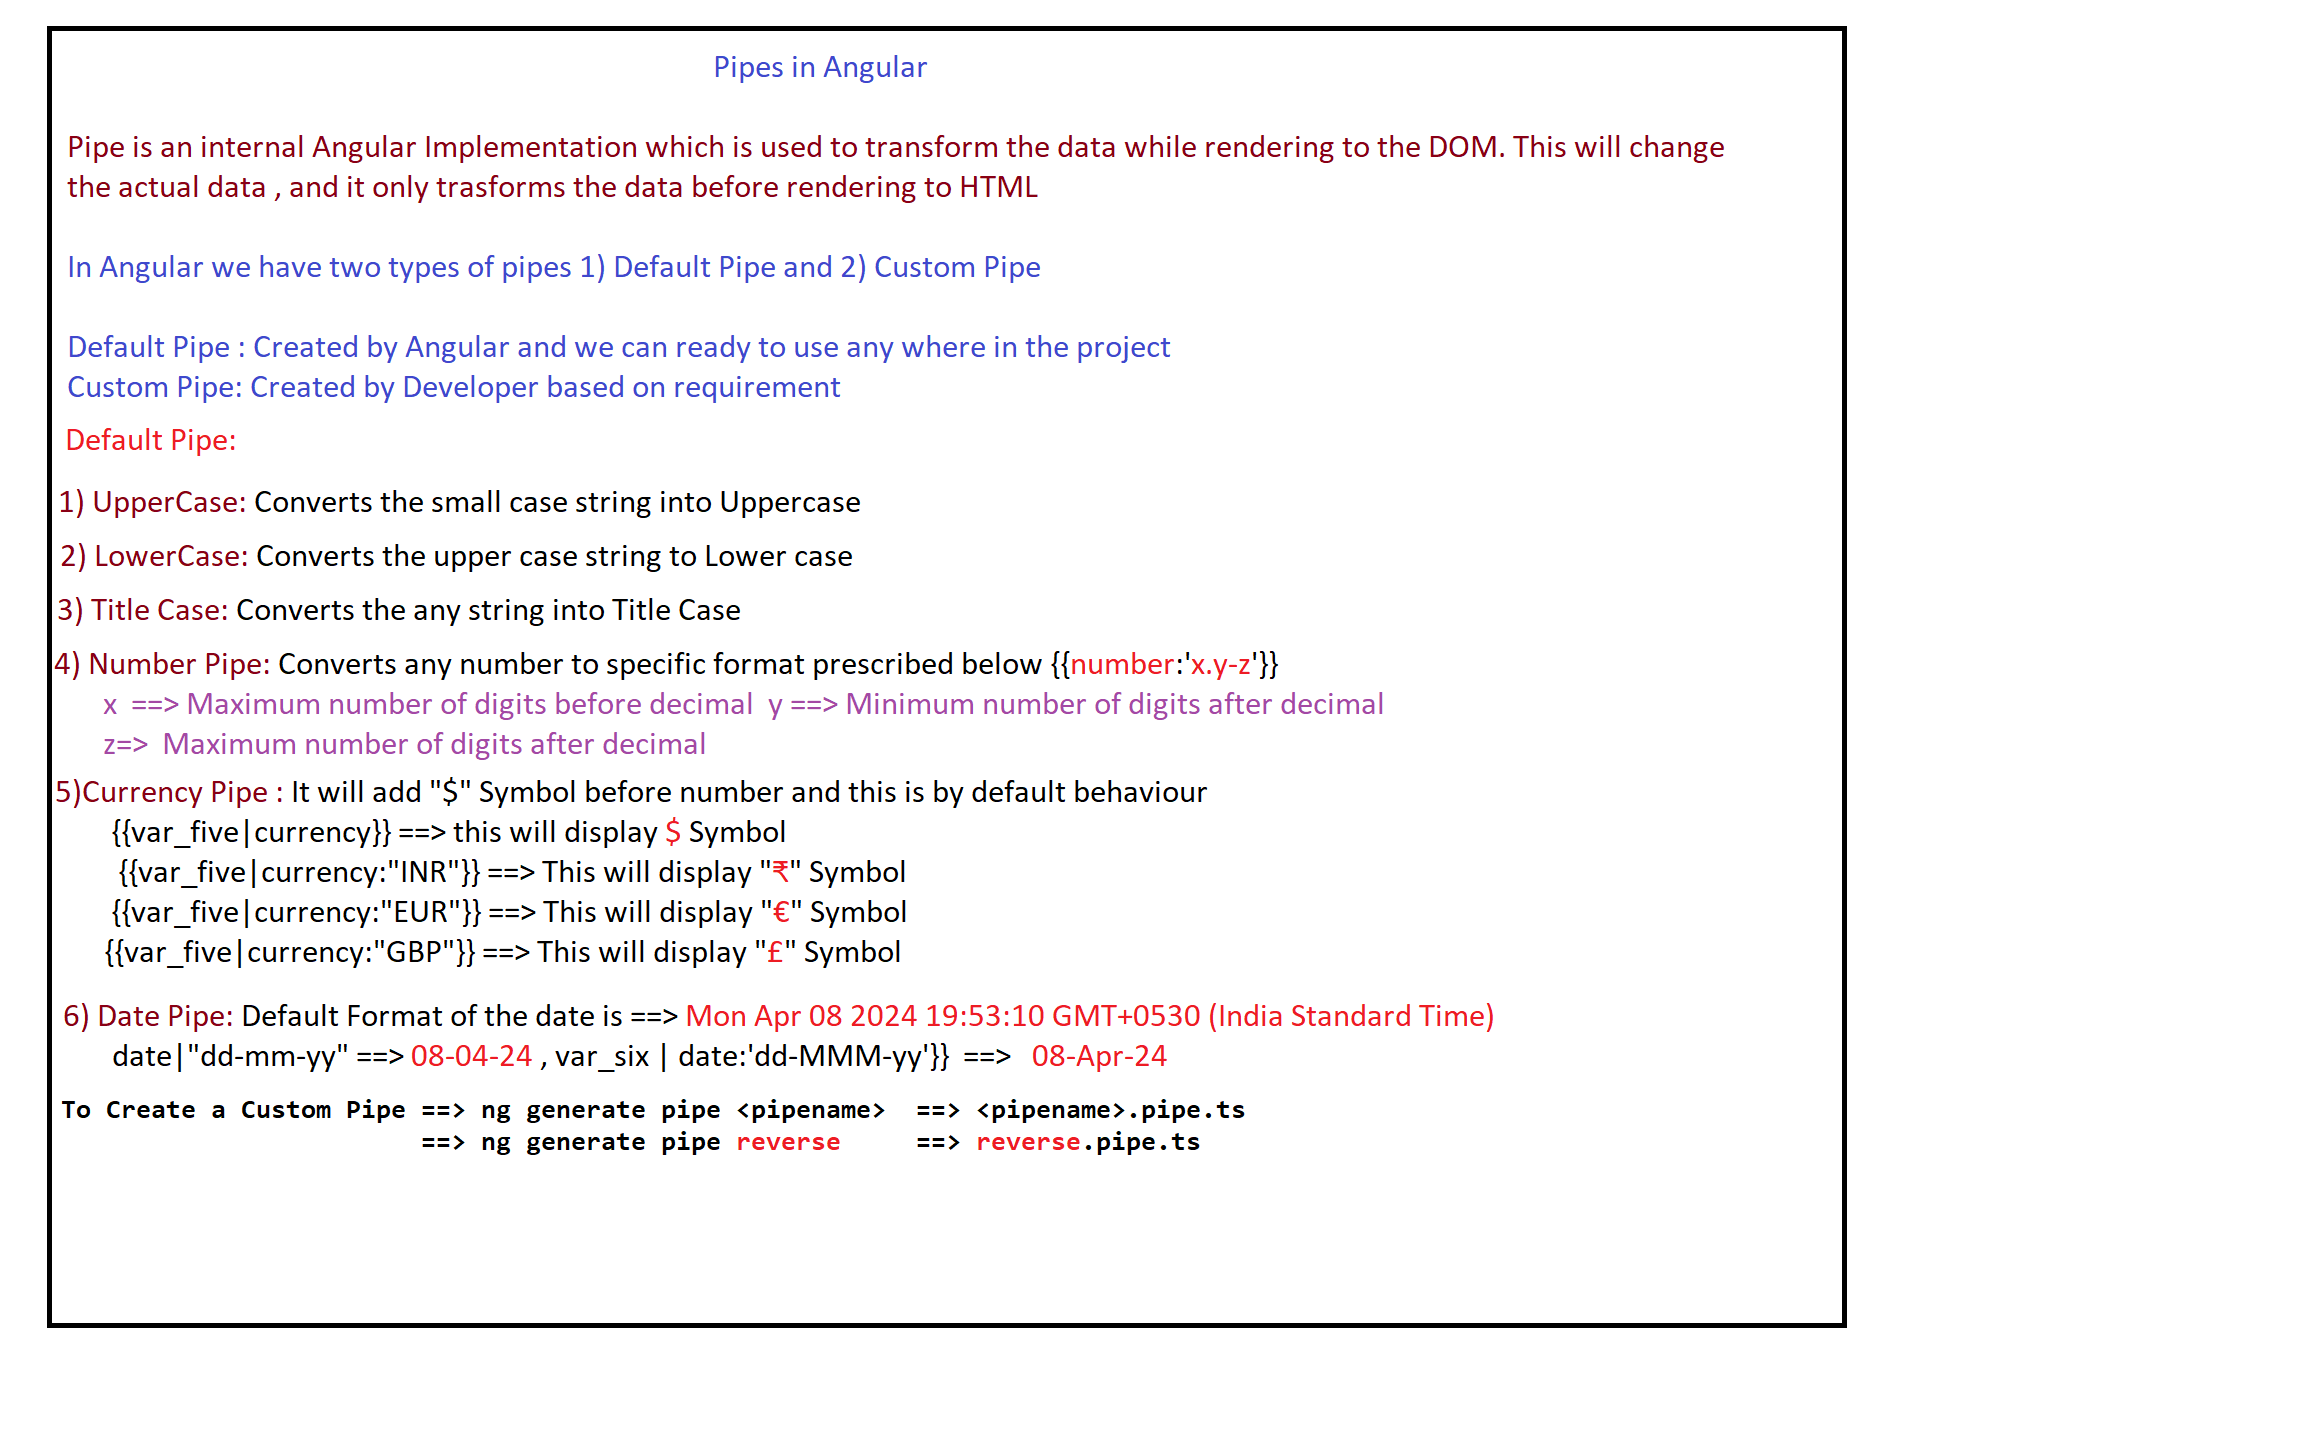 Pipes in Angular
Pipe is an internal Angular Implementation which is used to transform the data while rendering to the DOM. This will change
the actual data , and it only trasforms the data before rendering to HTML
In Angular we have two types of pipes 1) Default Pipe and 2) Custom Pipe
Default Pipe : Created by Angular and we can ready to use any where in the project
Custom Pipe: Created by Developer based on requirement
Default Pipe:
1) UpperCase: Converts the small case string into Uppercase
2) LowerCase: Converts the upper case string to Lower case
3) Title Case: Converts the any string into Title Case
4) Number Pipe: Converts any number to specific format prescribed below {{number:'x.y-z'}}
x ==> Maximum number of digits before decimal y ==> Minimum number of digits after decimal
z=> Maximum number of digits after decimal
5)Currency Pipe : It will add "$" Symbol before number and this is by default behaviour
{{var_five|currency}} ==> this will display $ Symbol
{{var_five|currency:"INR"}} ==> This will display "₹" Symbol
{{var_five|currency:"EUR"}} ==> This will display "€" Symbol
{{var_five|currency:"GBP"}} ==> This will display "£" Symbol
6) Date Pipe: Default Format of the date is ==> Mon Apr 08 2024 19:53:10 GMT+0530 (India Standard Time)
date|"dd-mm-yy" ==> 08-04-24 , var_six | date:'dd-MMM-yy'}} ==> 08-Apr-24
To Create a Custom Pipe ==> ng generate pipe <pipename> ==> <pipename>.pipe.ts
==> ng generate pipe reverse ==> reverse.pipe.ts